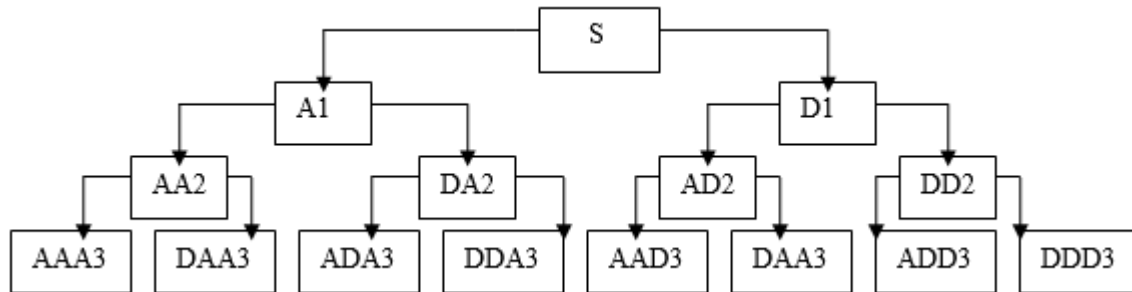 S
A1 D1
AA2 DA2 AD2 DD2
AAA3 DAA3 ADA3 DDA3 AAD3 DAA3 ADD3 DDD3